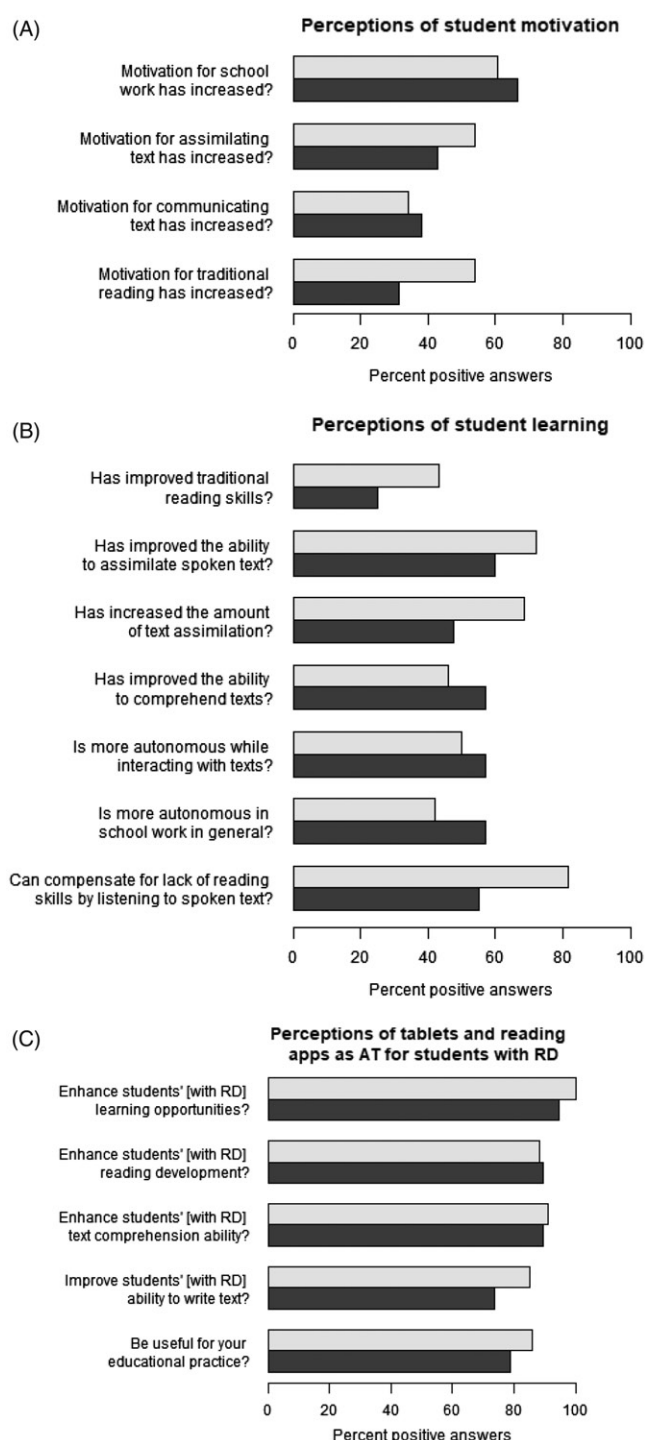 (A)
Perceptions of student motivation
Motivation for school
work has increased?
Motivation for assimilating
text has increased?
Motivation for communicating
text has increased?
Motivation for traditional
reading has increased?
0 20 40 60 80 100
Percent positive answers
(B)
Perceptions of student learning
Has improved traditional
reading skills?
Has improved the ability
to assimilate spoken text?
Has increased the amount
of text assimilation?
Has improved the ability
to comprehend texts?
Is more autonomous while
interacting with texts?
Is more autonomous in
school work in general?
Can compensate for lack of reading
skills by listening to spoken text?
0 20 40 60 80 100
Percent positive answers
(C)
Perceptions of tablets and reading
apps as AT for students with RD
Enhance students' [with RD]
learning opportunities?
Enhance students' [with RD]
reading development?
Enhance students' [with RD]
text comprehension ability?
Improve students' [with RD]
ability to write text?
Be useful for your
educational practice?
0 20 40 60 80 100
Percent positive answers